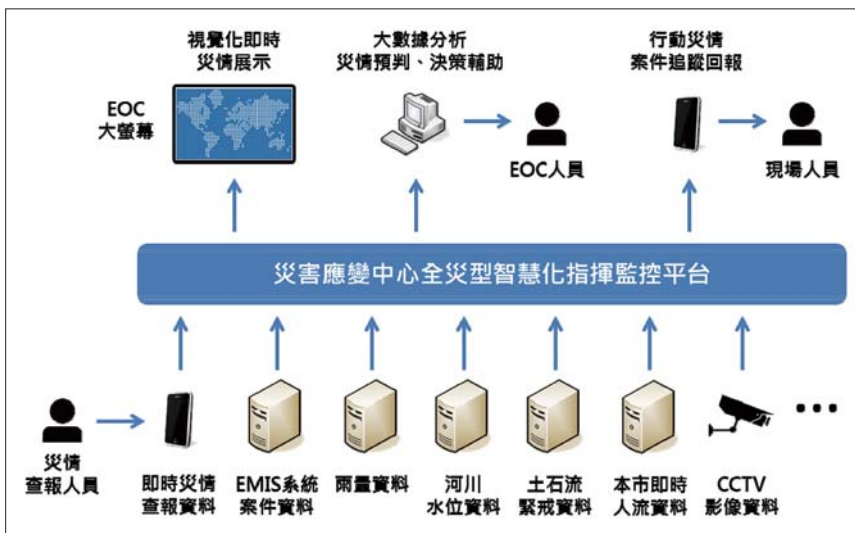 視覺化即時
災情展示
大數據分析
災情預判、決策輔助
行動災情
案件追蹤回報
EOC
大螢幕
EOC人員
現場人員
災害應變中心全災型智慧化指揮監控平台
災情
查報人員
即時災情
查報資料
EMIS系統
案件資料
雨量資料
河川
水位資料
土石流
緊戒資料
本市即時
人流資料
CCTV
影像資料
...